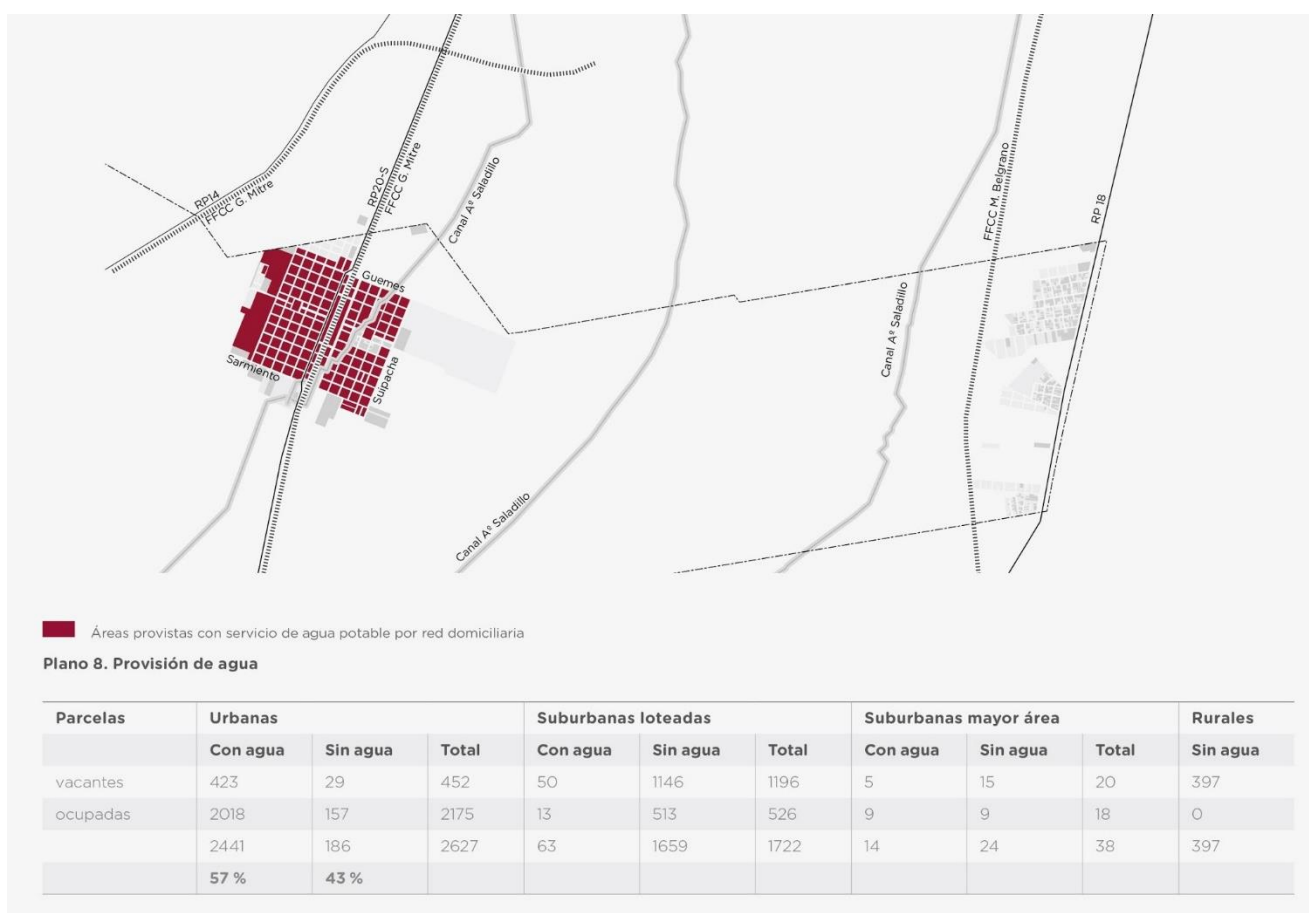 RP14
FFCC G. Mitre
RP20-S
FFCC G. Mitre
Canal Aº Saladillo
Guemes
Sarmiento
Suipacha
Canal Aº Saladillo
Canal Aº Saladillo
FFCC M. Belgrano
RP 18
Áreas provistas con servicio de agua potable por red domiciliaria
Plano 8. Provisión de agua
Parcelas Urbanas Suburbanas loteadas Suburbanas mayor área Rurales
Con agua Sin agua Total Con agua Sin agua Total Con agua Sin agua Total Sin agua
vacantes 423 29 452 50 1146 1196 5 15 20 397
ocupadas 2018 157 2175 13 513 526 9 9 18 0
2441 186 2627 63 1659 1722 14 24 38 397
57 % 43 %